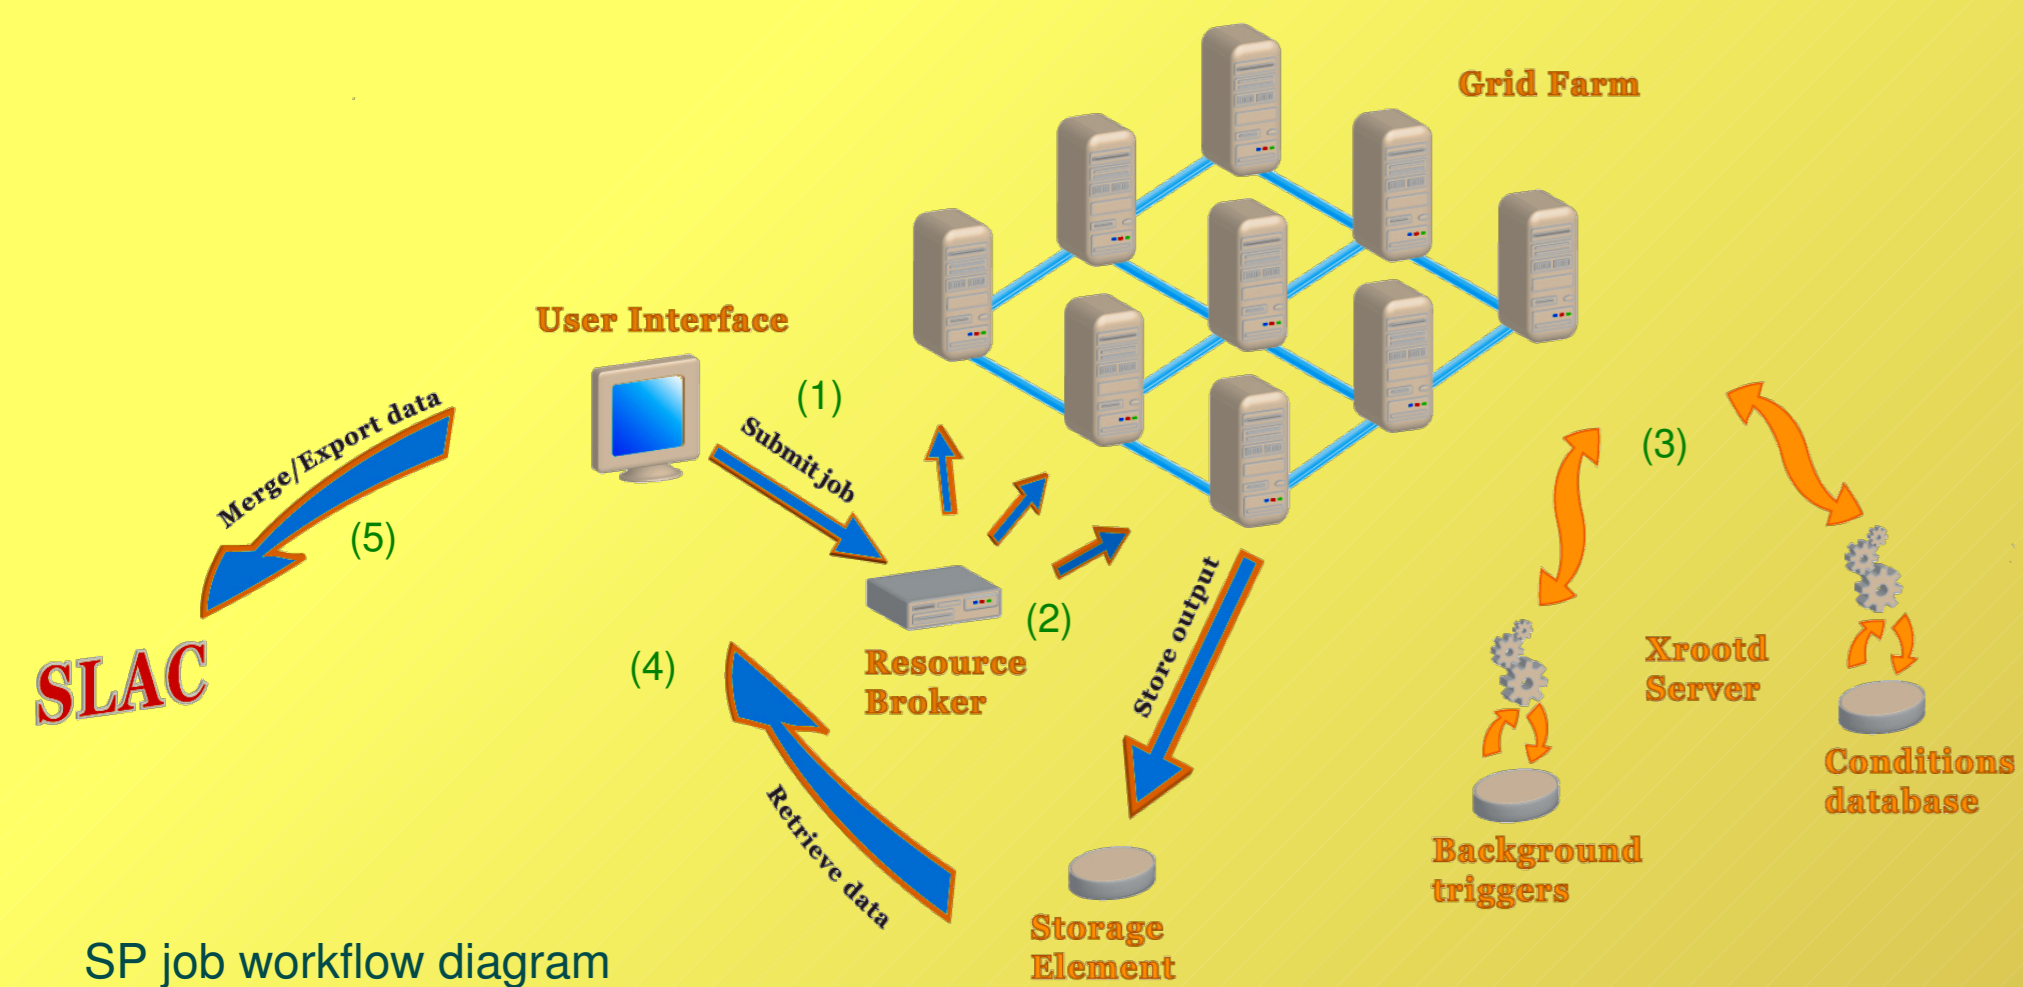 Grid Farm
User Interface
(1)
Submit job
Merge/Export data
(5)
(3)
(2)
Store output
SLAC
(4)
Resource
Broker
Xrootd
Server
Conditions
database
Retrieve data
Background
triggers
Storage
Element
SP job workflow diagram